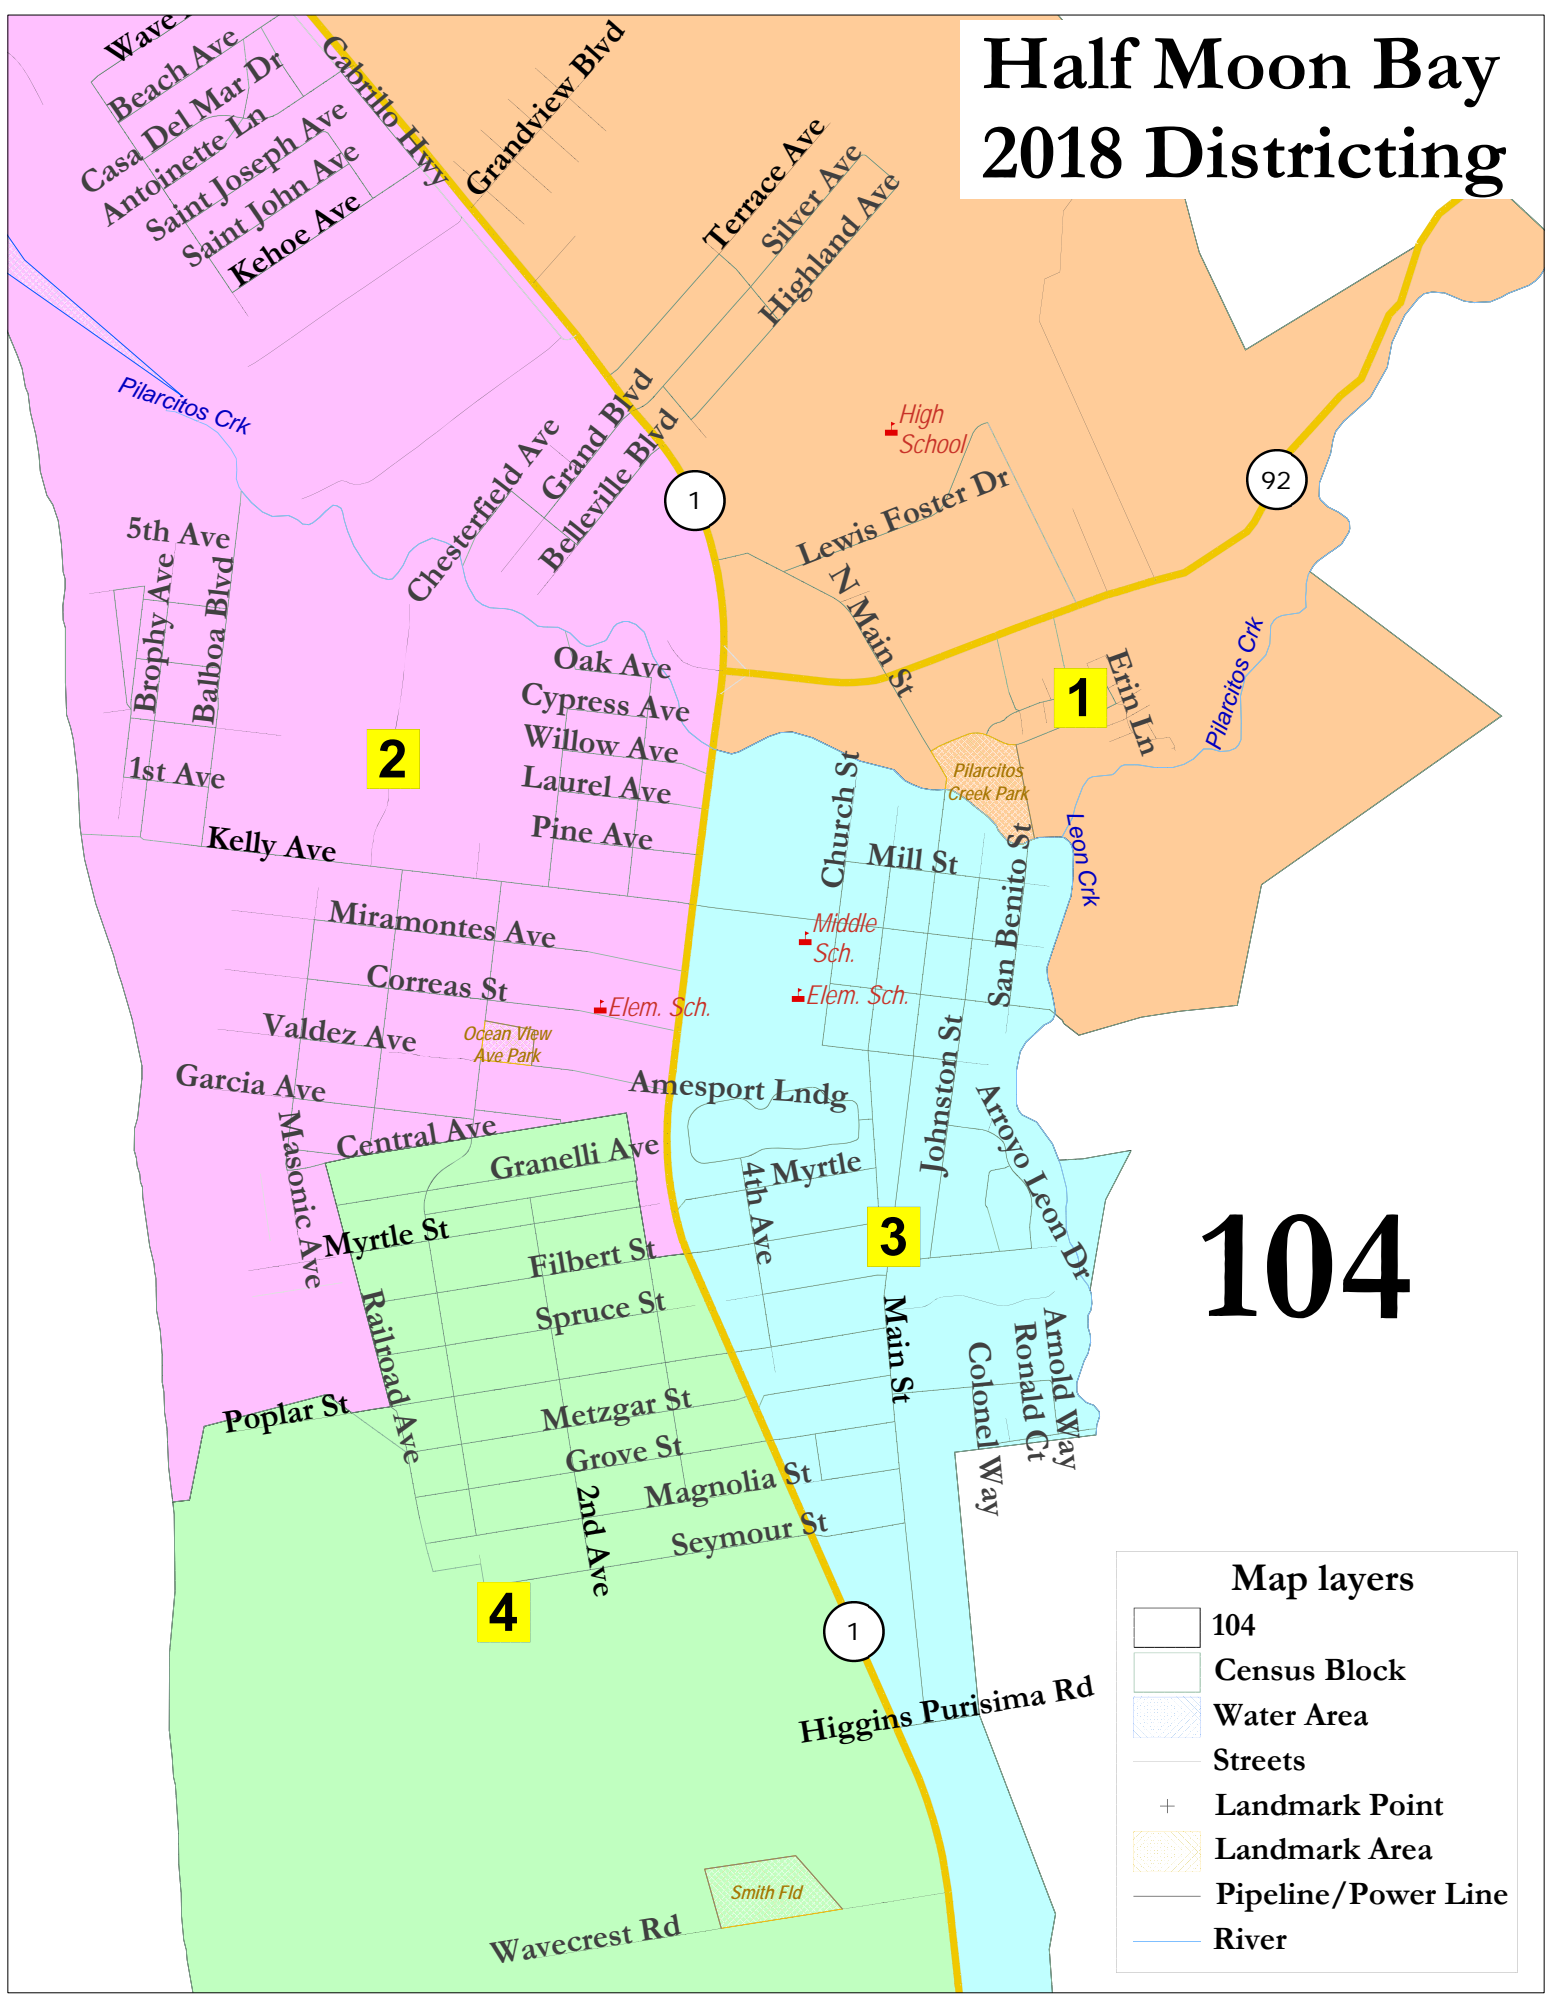 Half Moon Bay
2018 Districting
Wave
Beach Ave
Casa Del Mar Dr
Antoinette Ln
Saint Joseph Ave
Saint John Ave
Kehoe Ave
Cabrillo Hwy
Grandview Blvd
Terrace Ave
Silver Ave
Highland Ave
Pilarcitos Crk
Chesterfield Ave
Grand Blvd
Belleville Blvd
High
School
Lewis Foster Dr
1
92
5th Ave
Brophy Ave
Balboa Blvd
1st Ave
N Main St
Oak Ave
Cypress Ave
Willow Ave
Laurel Ave
Pine Ave
2
1
Erin Ln
Pilarcitos Crk
Pilarcitos
Creek Park
Leon Crk
Kelly Ave
Church St
Mill St
San Benito St
Miramontes Ave
Middle
Sch.
Correas St
Elem. Sch.
Elem. Sch.
Valdez Ave
Ocean View
Ave Park
Garcia Ave
Amesport Lndg
Johnston St
Arroyo Leon Dr
Masonic Ave
Central Ave
Granelli Ave
4th Ave
Myrtle
Myrtle St
Filbert St
3
104
Railroad Ave
Spruce St
Main St
Colonel Way
Ronald Ct
Arnold Way
Poplar St
Metzgar St
Grove St
Magnolia St
2nd Ave
Seymour St
4
1
Higgins Purisima Rd
Smith Fld
Wavecrest Rd
Map layers
104
Census Block
Water Area
Streets
Landmark Point
Landmark Area
Pipeline/Power Line
River